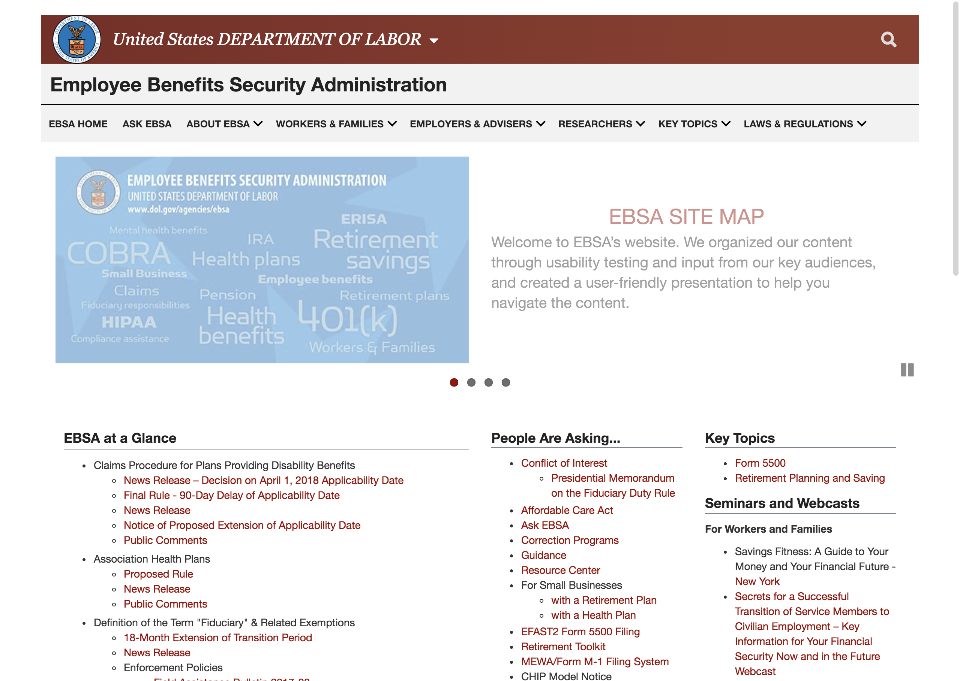 United States DEPARTMENT OF LABOR
Employee Benefits Security Administration
EBSA HOME ASK EBSA ABOUT EBSA WORKERS & FAMILIES EMPLOYERS & ADVISERS RESEARCHERS KEY TOPICS LAWS & REGULATIONS
EMPLOYEE BENEFITS SECURITY ADMINISTRATION
UNITED STATES DEPARTMENT OF LABOR
www.dol.gov/agencies/ebsa
ERISA
Mental health benefits
IRA
Retirement
savings
COBRA
Health plans
Small Business
Employee benefits
Claims
Pension
Retirement plans
Fiduciary responsibilities
HIPAA
Health
benefits
401(k)
Compliance assistance
Workers & Families
EBSA SITE MAP
Welcome to EBSA's website. We organized our content
through usability testing and input from our key audiences,
and created a user-friendly presentation to help you
navigate the content.
EBSA at a Glance
Claims Procedure for Plans Providing Disability Benefits
News Release – Decision on April 1, 2018 Applicability Date
Final Rule - 90-Day Delay of Applicability Date
News Release
Notice of Proposed Extension of Applicability Date
Public Comments
Association Health Plans
Proposed Rule
News Release
Public Comments
Definition of the Term "Fiduciary" & Related Exemptions
18-Month Extension of Transition Period
News Release
Enforcement Policies
People Are Asking...
Conflict of Interest
Presidential Memorandum
on the Fiduciary Duty Rule
Affordable Care Act
Ask EBSA
Correction Programs
Guidance
Resource Center
For Small Businesses
with a Retirement Plan
with a Health Plan
EFAST2 Form 5500 Filing
Retirement Toolkit
MEWA/Form M-1 Filing System
CHIP Model Notice
Key Topics
Form 5500
Retirement Planning and Saving
Seminars and Webcasts
For Workers and Families
Savings Fitness: A Guide to Your
Money and Your Financial Future -
New York
Secrets for a Successful
Transition of Service Members to
Civilian Employment – Key
Information for Your Financial
Security Now and in the Future
Webcast